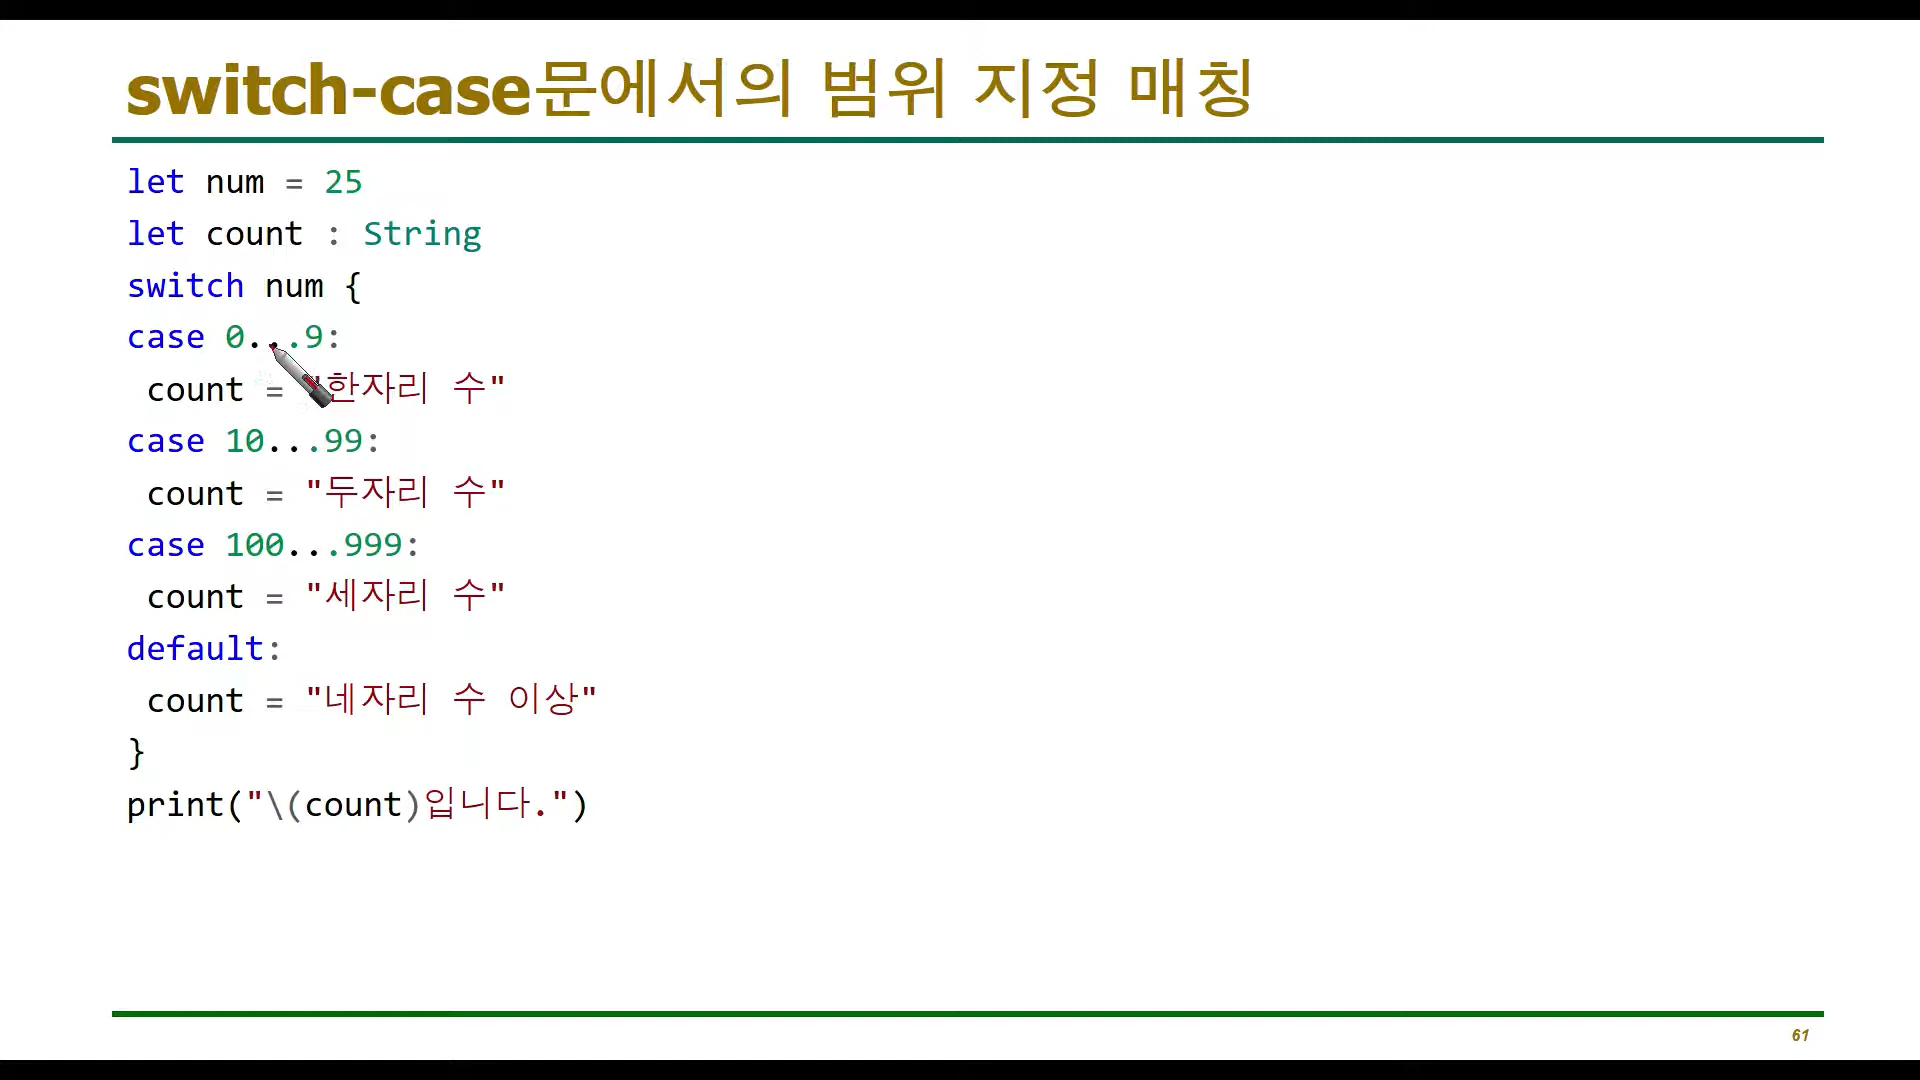 switch-case문에서의 범위 지정 매칭
let num = 25
let count : String
switch num {
case 0...9:
count = "한자리 수"
case 10...99:
count = "두자리 수"
case 100...999:
count = "세자리 수"
default:
count = "네자리 수 이상"
}
print("\(count)입니다.")
61